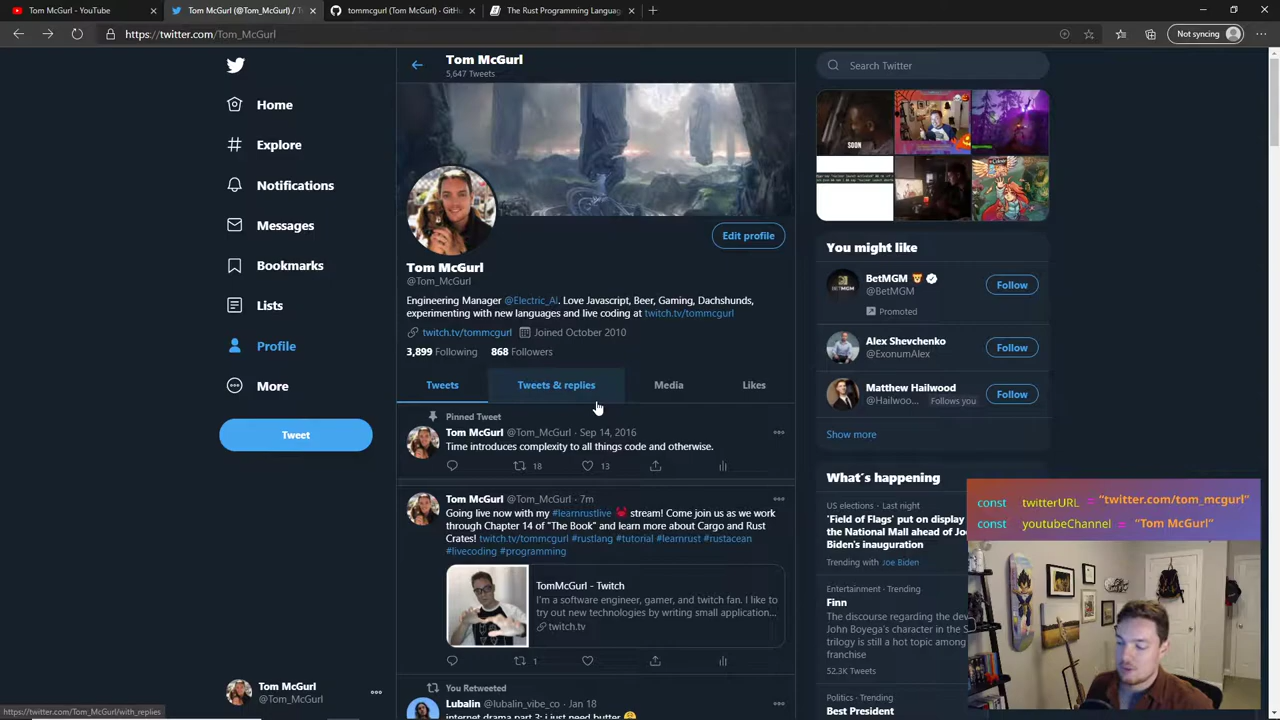 Tom McGurl - YouTube
Tom McGurl (@Tom_McGurl) / T
tommcgurl (Tom McGurl) · GitH
The Rust Programming Languag
https://twitter.com/Tom_McGurl
Not syncing
Home
Explore
Notifications
Messages
Bookmarks
Lists
Profile
More
Tweet
Tom McGurl
@Tom_McGurl
https://twitter.com/Tom_McGurl/with_replies
Tom McGurl
5,647 Tweets
Edit profile
Tom McGurl
@Tom_McGurl
Engineering Manager @Electric_AI. Love Javascript, Beer, Gaming, Dachshunds,
experimenting with new languages and live coding at twitch.tv/tommcgurl
twitch.tv/tommcgurl Joined October 2010
3,899 Following 868 Followers
Tweets Tweets & replies Media Likes
Pinned Tweet
Tom McGurl @Tom_McGurl · Sep 14, 2016
Time introduces complexity to all things code and otherwise.
18 13
Tom McGurl @Tom_McGurl · 7m
Going live now with my #learnrustlive stream! Come join us as we work
through Chapter 14 of "The Book" and learn more about Cargo and Rust
Crates! twitch.tv/tommcgurl #rustlang #tutorial #learnrust #rustacean
#livecoding #programming
TomMcGurl - Twitch
I'm a software engineer, gamer, and twitch fan. I like to
try out new technologies by writing small application...
twitch.tv
1
You Retweeted
Lubalin @lubalin_vibe_co · Jan 18
internet drama part 3: i just need butter
Search Twitter
SOON
You might like
BetMGM
@BetMGM
Promoted
Follow
Alex Shevchenko
@ExonumAlex
Follow
Matthew Hailwood
@Hailwoo... Follows you
Follow
Show more
What's happening
US elections · Last night
'Field of Flags' put on display
the National Mall ahead of Joe
Biden's inauguration
Trending with Joe Biden
Entertainment · Trending
Finn
The discourse regarding the dev
John Boyega's character in the S
trilogy is still a hot topic among
franchise
52.3K Tweets
Politics · Trending
Best President
const twitterURL = "twitter.com/tom_mcgurl"
const youtubeChannel = "Tom McGurl"